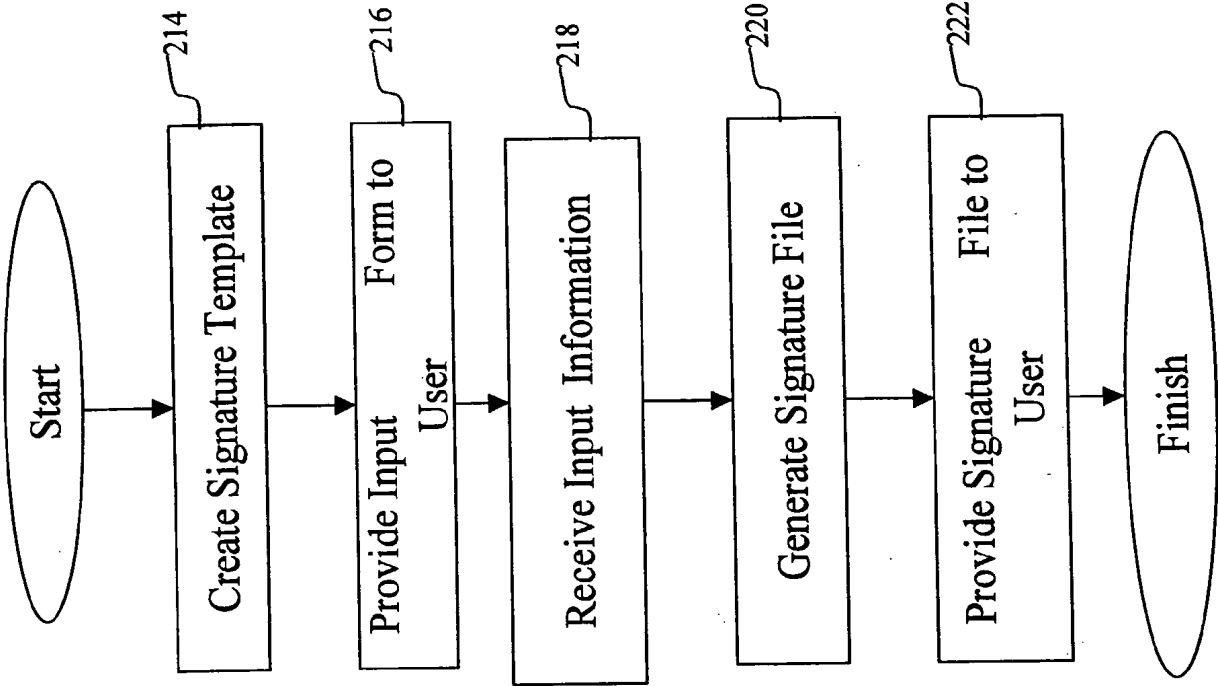 Start
214
Create Signature Template
216
Provide Input Form to
User
218
Receive Input Information
220
Generate Signature File
222
Provide Signature File to
User
Finish